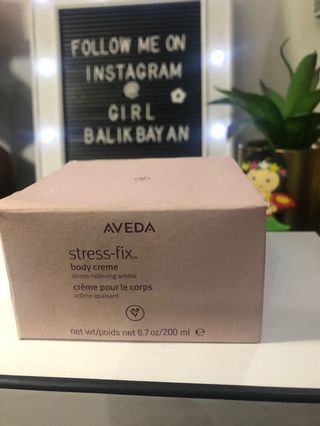 FOLLOW ME ON
INSTAGRAM
@
GIRL
BALIKBAYAN
AVEDA
stress-fix™
body creme
stress-relieving aroma
crème pour le corps
arôme apaisant
net wt/poids net 6.7 oz/200 ml ℮